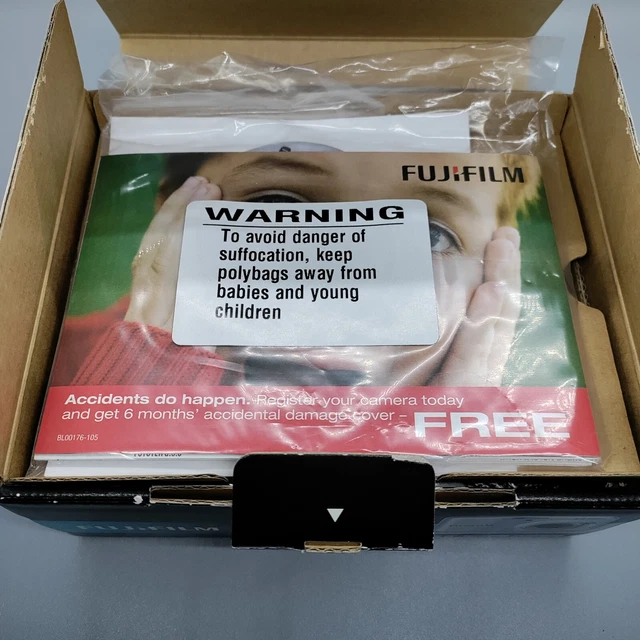 FUJIFILM
WARNING
To avoid danger of
suffocation, keep
polybags away from
babies and young
children
Accidents do happen. Register your camera today
and get 6 months' accidental damage cover – FREE
BL00176-105
FUJIFILM